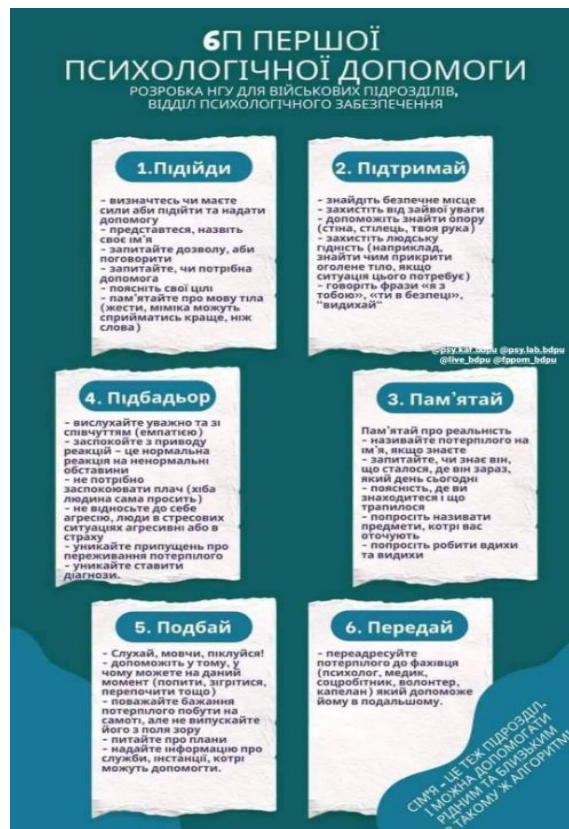 6П ПЕРШОЇ
ПСИХОЛОГІЧНОЇ ДОПОМОГИ
РОЗРОБКА НГУ ДЛЯ ВІЙСЬКОВИХ ПІДРОЗДІЛІВ,
ВІДДІЛ ПСИХОЛОГІЧНОГО ЗАБЕЗПЕЧЕННЯ
1.Підійди
– визначтесь чи маєте
сили аби підійти та надати
допомогу
– представтеся, назвіть
своє ім'я
– запитайте дозволу, аби
поговорити
– запитайте, чи потрібна
допомога
– поясніть свої цілі
– пам'ятайте про мову тіла
(жести, міміка можуть
сприйматись краще, ніж
слова)
2. Підтримай
– знайдіть безпечне місце
– захистіть від зайвої уваги
– допоможіть знайти опору
(стіна, стілець, твоя рука)
– захистіть людську
гідність (наприклад,
знайти чим прикрити
оголене тіло, якщо
ситуація цього потребує)
– говоріть фрази «я з
тобою», «ти в безпеці»,
"видихай"
@psy.kaf.bdpu @psy.lab.bdpu
@live_bdpu @fppom_bdpu
3. Пам'ятай
Пам'ятай про реальність
– називайте потерпілого на
ім'я, якщо знаєте
– запитайте, чи знає він,
що сталося, де він зараз,
який день сьогодні
– поясність, де ви
знаходитеся і що
трапилося
– попросіть називати
предмети, котрі вас
оточують
– попросіть робити вдихи
та видихи
4. Підбадьор
– вислухайте уважно та зі
співчуттям (емпатією)
– заспокойте з приводу
реакцій – це нормальна
реакція на ненормальні
обставини
– не потрібно
заспокоювати плач (хіба
людина сама просить)
– не відносьте до себе
агресію, люди в стресових
ситуаціях агресивні або в
страху
– уникайте припущень про
переживання потерпілого
– уникайте ставити
діагнози.
5. Подбай
– Слухай, мовчи, піклуйся!
– допоможіть у тому, у
чому можете на даний
момент (попити, зігрітися,
перепочити тощо)
– поважайте бажання
потерпілого побути на
самоті, але не випускайте
його з поля зору
– питайте про плани
– надайте інформацію про
служби, інстанції, котрі
можуть допомогти.
6. Передай
– переадресуйте
потерпілого до фахівця
(психолог, медик,
соцробітник, волонтер,
капелан) який допоможе
йому в подальшому.
СІМ'Я – ЦЕ ТЕЖ ПІДРОЗДІЛ.
І МОЖНА ДОПОМОГАТИ
РІДНИМ ТА БЛИЗЬКИМ
ТАКОМУ Ж АЛГОРИТМІ